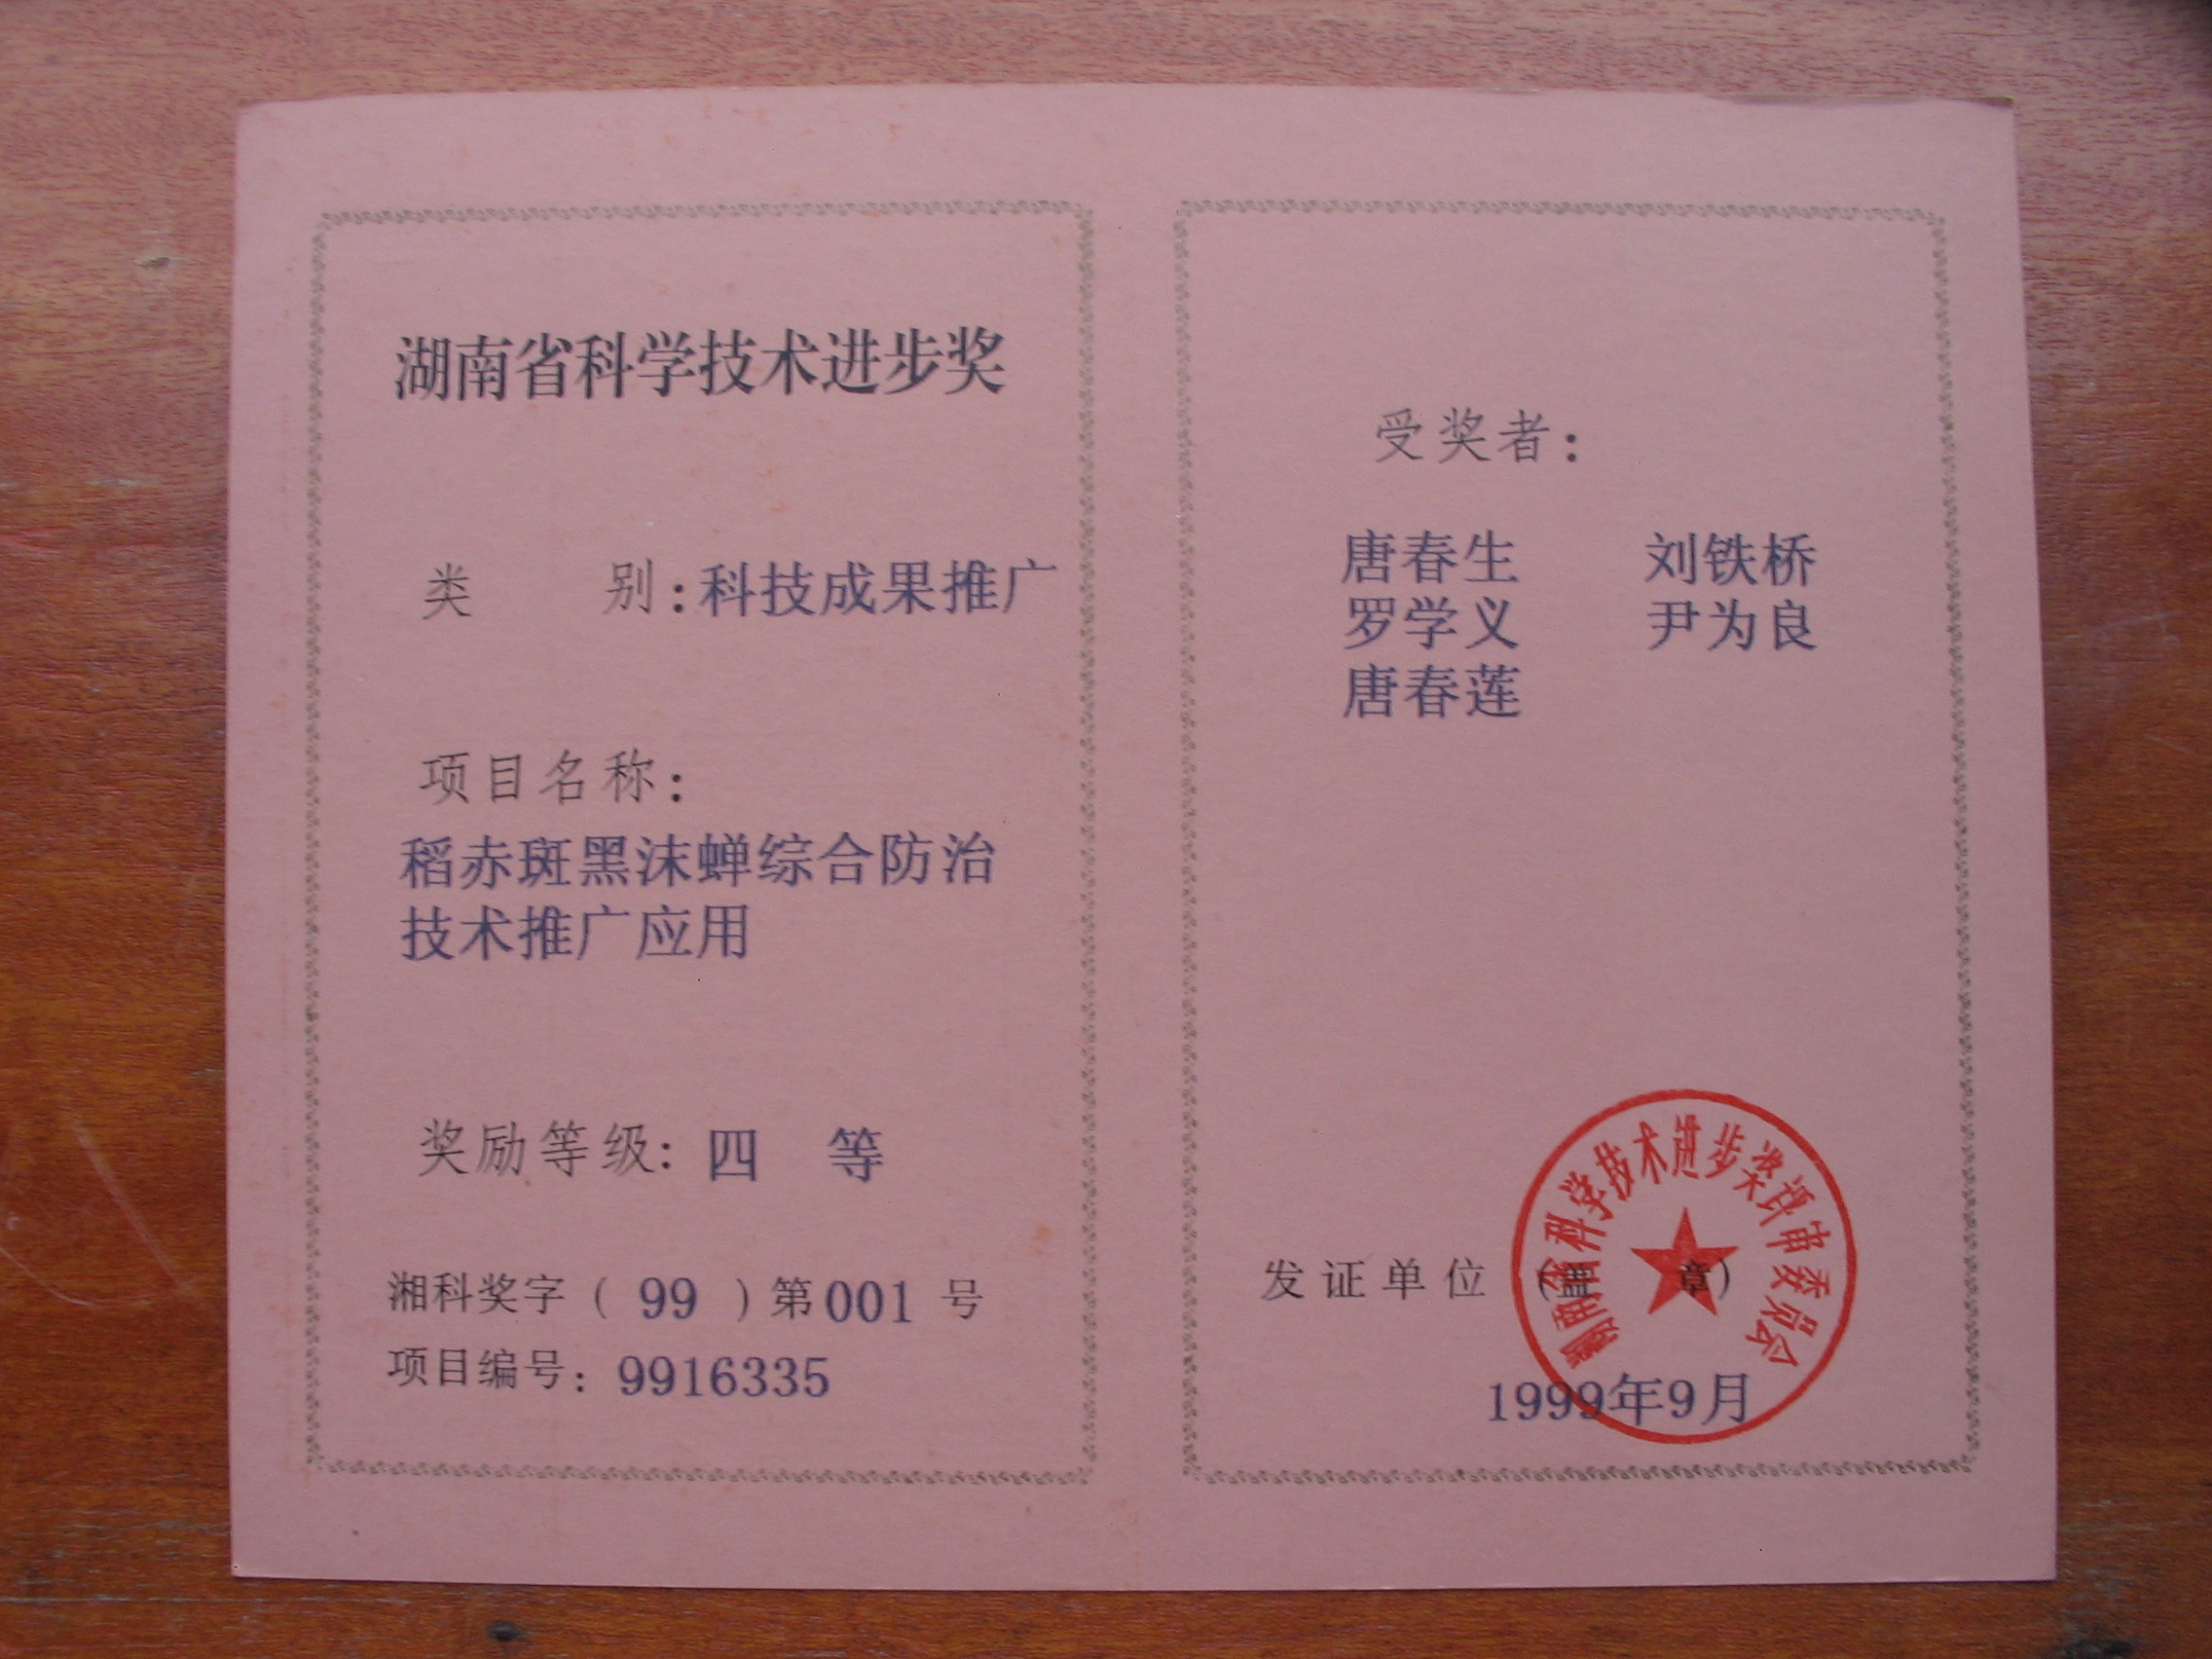 湖南省科学技术进步奖
类 别：科技成果推广
项目名称：
稻赤斑黑沫蝉综合防治
技术推广应用
奖励等级：四 等
湘科奖字（99）第001号
项目编号：9916335
受奖者：
唐春生 刘铁桥
罗学义 尹为良
唐春莲
湖南省科学技术进步奖评审委员会
发证单位（盖 章）
1999年9月